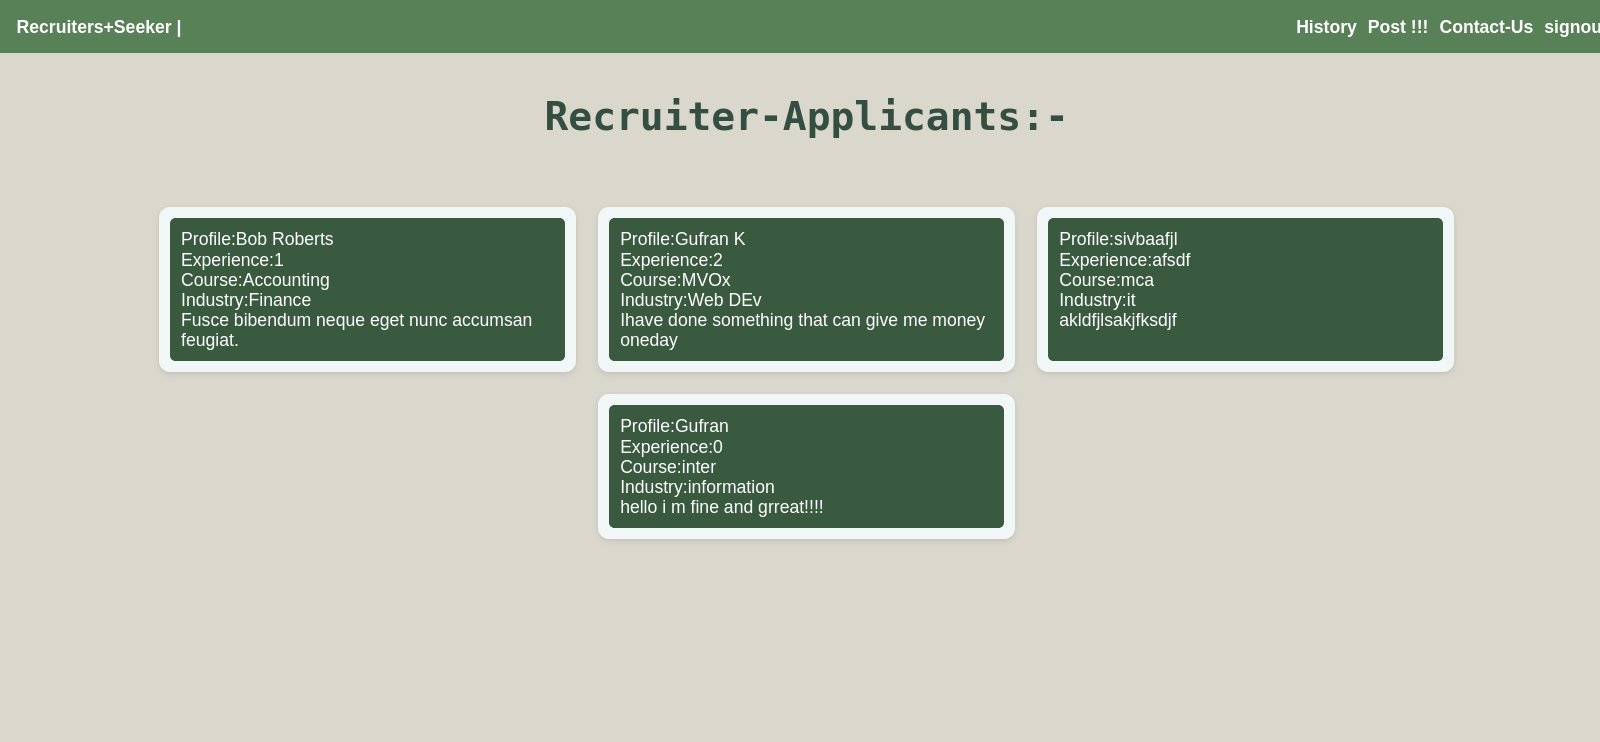 Recruiters+Seeker |
History Post !!! Contact-Us signou
Recruiter-Applicants:-
Profile:Bob Roberts
Experience:1
Course:Accounting
Industry:Finance
Fusce bibendum neque eget nunc accumsan
feugiat.
Profile:Gufran K
Experience:2
Course:MVOx
Industry:Web DEv
Ihave done something that can give me money
oneday
Profile:sivbaafjl
Experience:afsdf
Course:mca
Industry:it
akldfjlsakjfksdjf
Profile:Gufran
Experience:0
Course:inter
Industry:information
hello i m fine and grreat!!!!